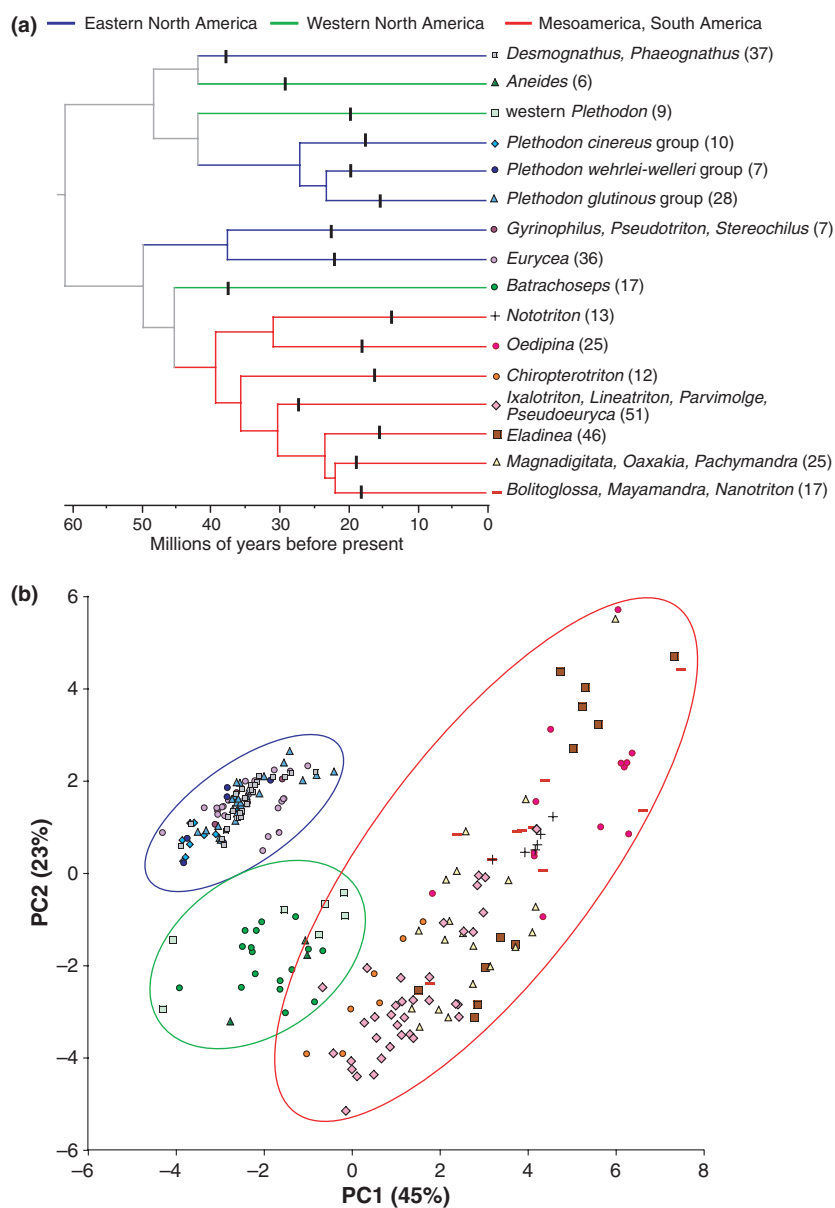 (a) Eastern North America Western North America Mesoamerica, South America
Desmognathus, Phaeognathus (37)
Aneides (6)
western Plethodon (9)
Plethodon cinereus group (10)
Plethodon wehrlei-welleri group (7)
Plethodon glutinous group (28)
Gyrinophilus, Pseudotriton, Stereochilus (7)
Eurycea (36)
Batrachoseps (17)
Nototriton (13)
Oedipina (25)
Chiropterotriton (12)
Ixalotriton, Lineatriton, Parvimolge,
Pseudoeuryca (51)
Eladinea (46)
Magnadigitata, Oaxakia, Pachymandra (25)
Bolitoglossa, Mayamandra, Nanotriton (17)
60 50 40 30 20 10 0
Millions of years before present
(b)
6
4
2
0
–2
–4
–6
PC2 (23%)
–6 –4 –2 0 2 4 6 8
PC1 (45%)